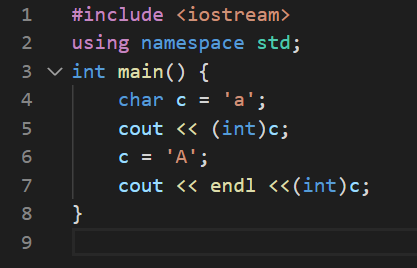 1 #include <iostream>
2 using namespace std;
3 int main() {
4     char c = 'a';
5     cout << (int)c;
6     c = 'A';
7     cout << endl <<(int)c;
8 }
9